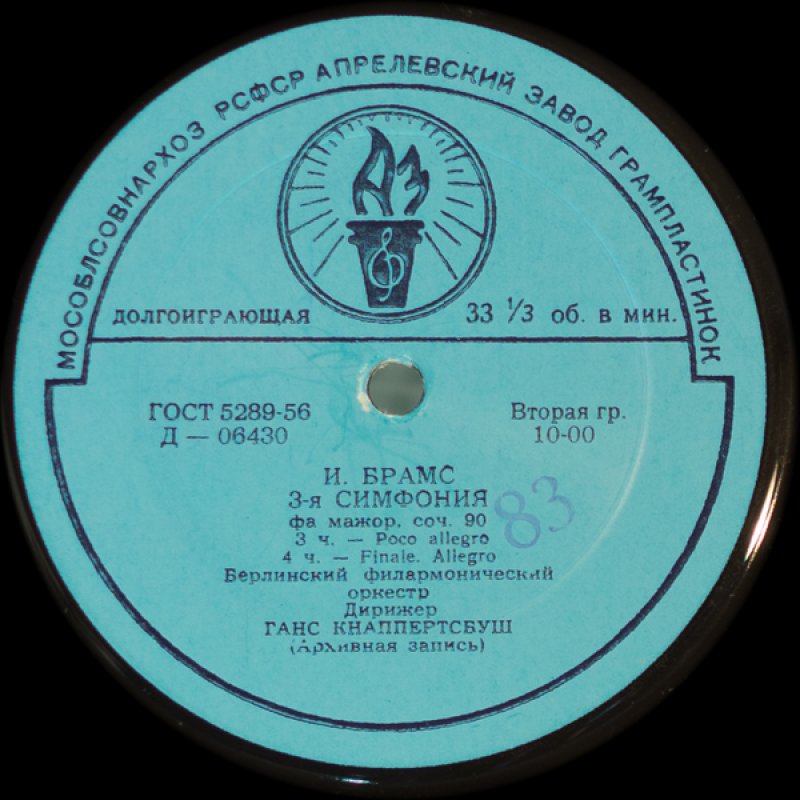 МОСОБЛСОВНАРХОЗ РСФСР АПРЕЛЕВСКИЙ ЗАВОД ГРАМПЛАСТИНОК
АЗ
ДОЛГОИГРАЮЩАЯ 33 1/3 об. в мин.
ГОСТ 5289-56 Вторая гр.
Д — 06430 10-00
И. БРАМС
3-я СИМФОНИЯ
фа мажор, соч. 90
83
3 ч. — Poco allegro
4 ч. — Finale. Allegro
Берлинский филармонический
оркестр
Дирижер
ГАНС КНАППЕРТСБУШ
(Архивная запись)